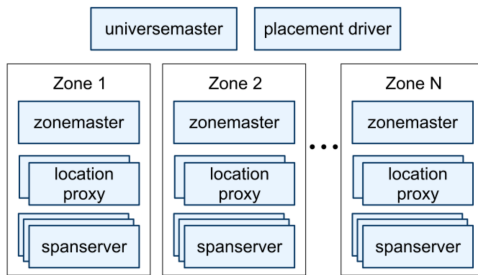 universemaster
placement driver
Zone 1
zonemaster
location
proxy
spanserver
Zone 2
zonemaster
location
proxy
spanserver
...
Zone N
zonemaster
location
proxy
spanserver